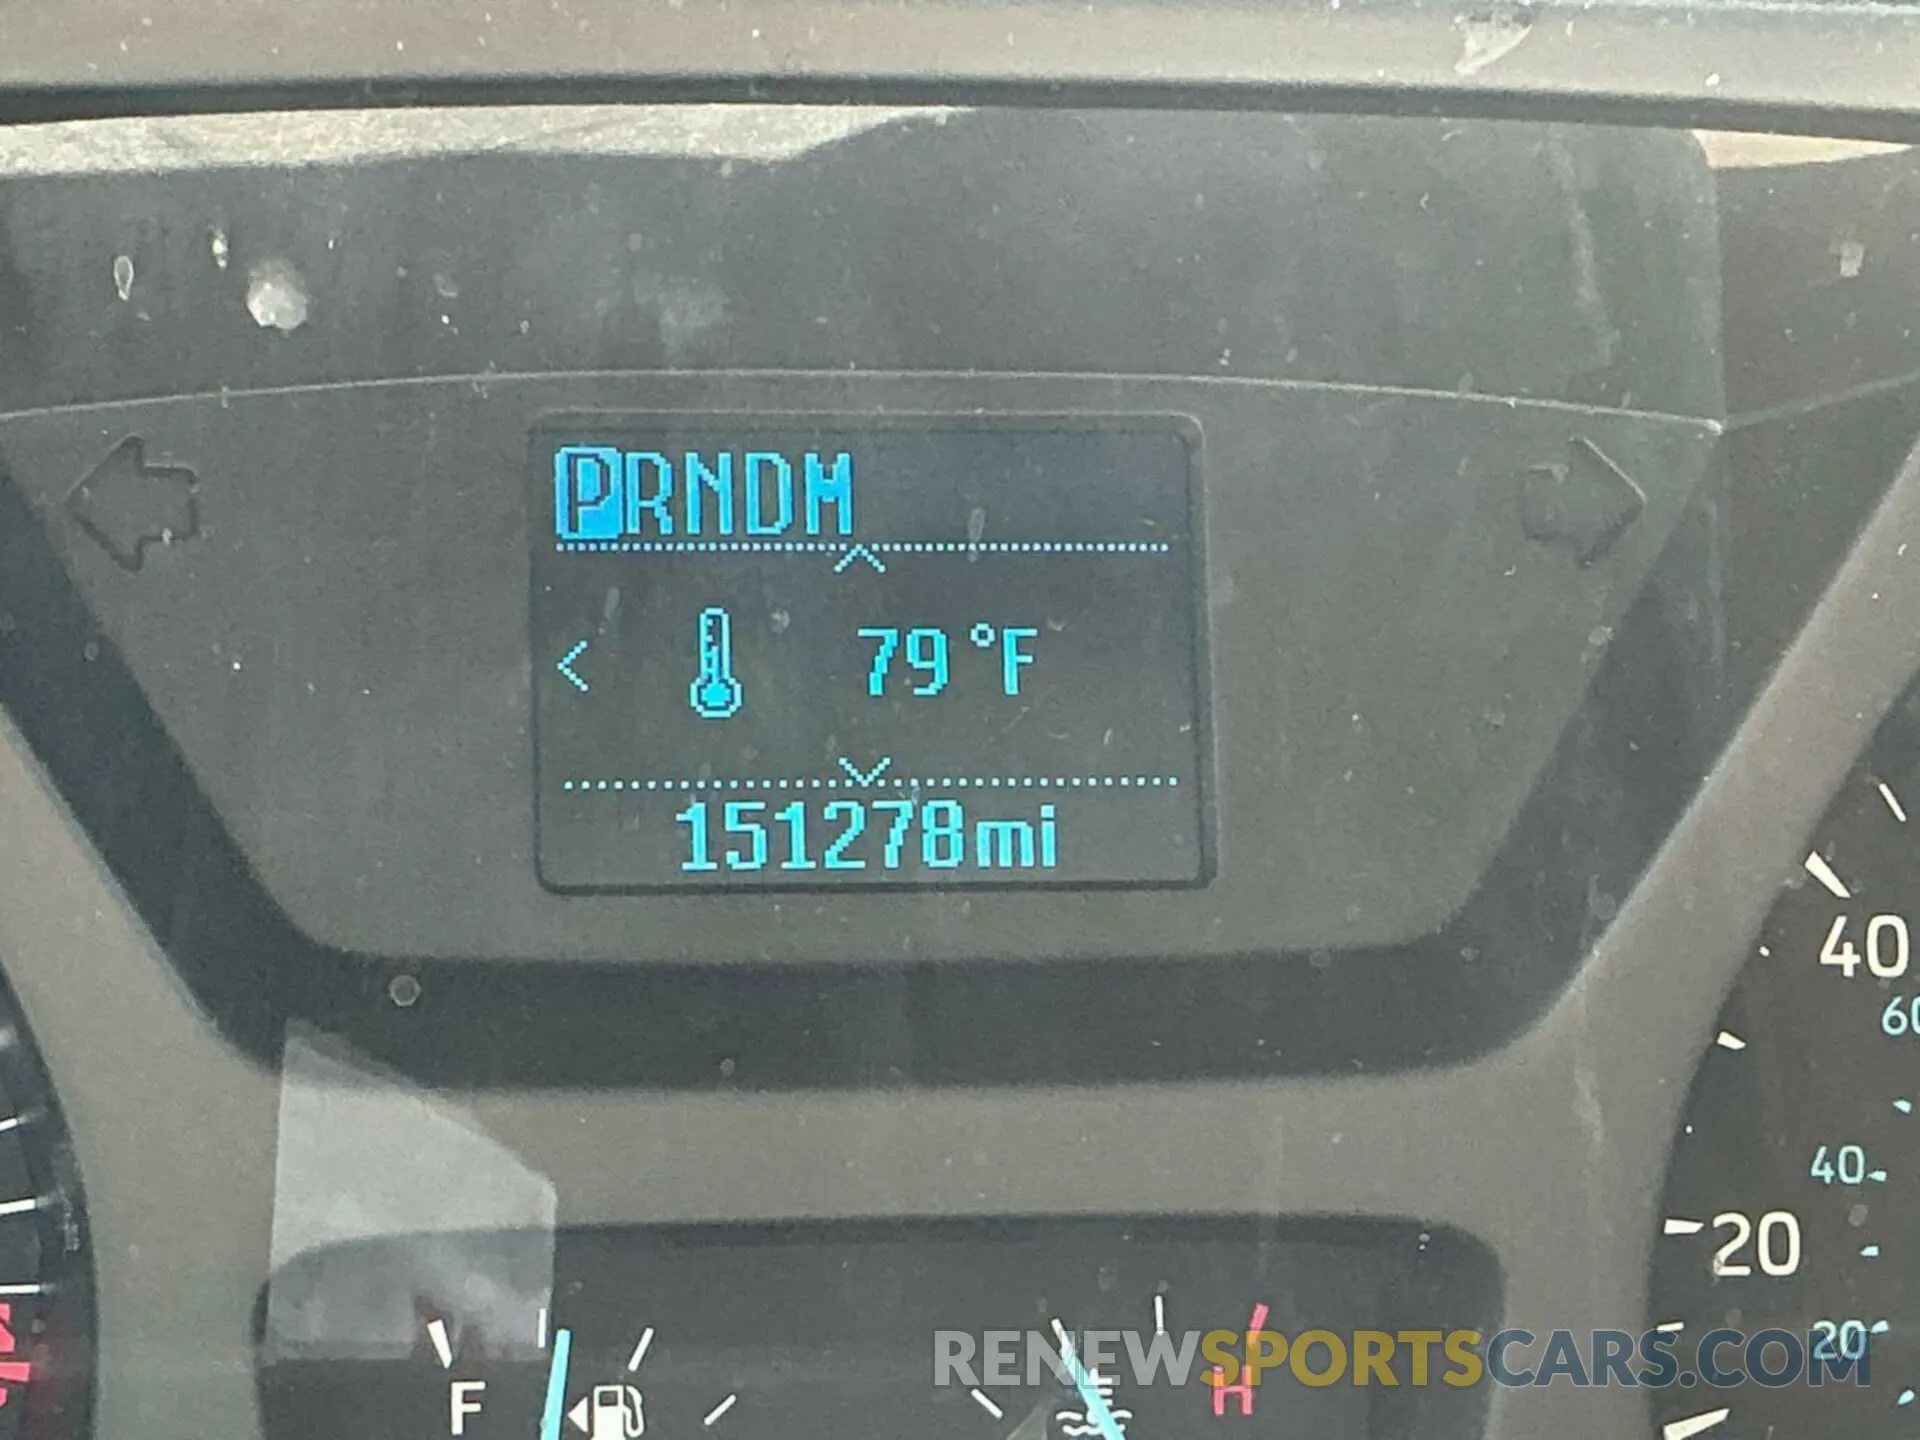 PRNDM
79 °F
151278mi
40
60
40
20
20
F
H
RENEWSPORTSCARS.COM